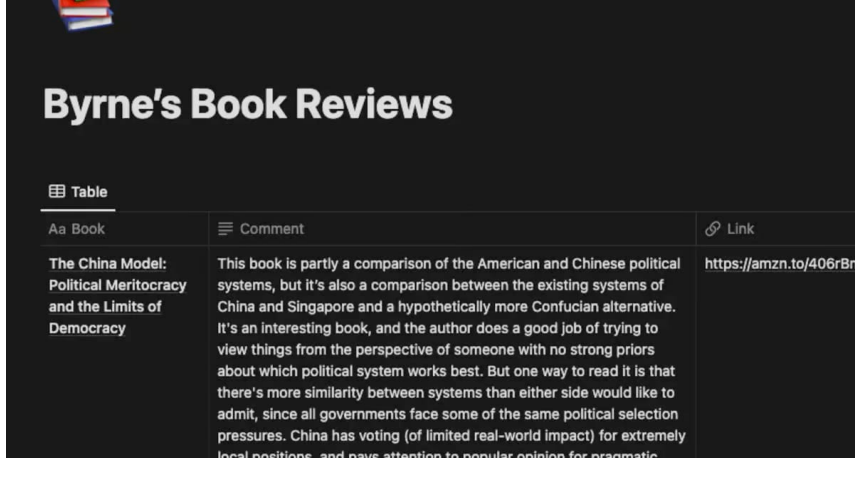 Byrne’s Book Reviews
Table
Aa Book
Comment
Link
The China Model:
Political Meritocracy
and the Limits of
Democracy
This book is partly a comparison of the American and Chinese political
systems, but it’s also a comparison between the existing systems of
China and Singapore and a hypothetically more Confucian alternative.
It's an interesting book, and the author does a good job of trying to
view things from the perspective of someone with no strong priors
about which political system works best. But one way to read it is that
there's more similarity between systems than either side would like to
admit, since all governments face some of the same political selection
pressures. China has voting (of limited real-world impact) for extremely
local positions, and pays attention to popular opinion for pragmatic
https://amzn.to/406rBr